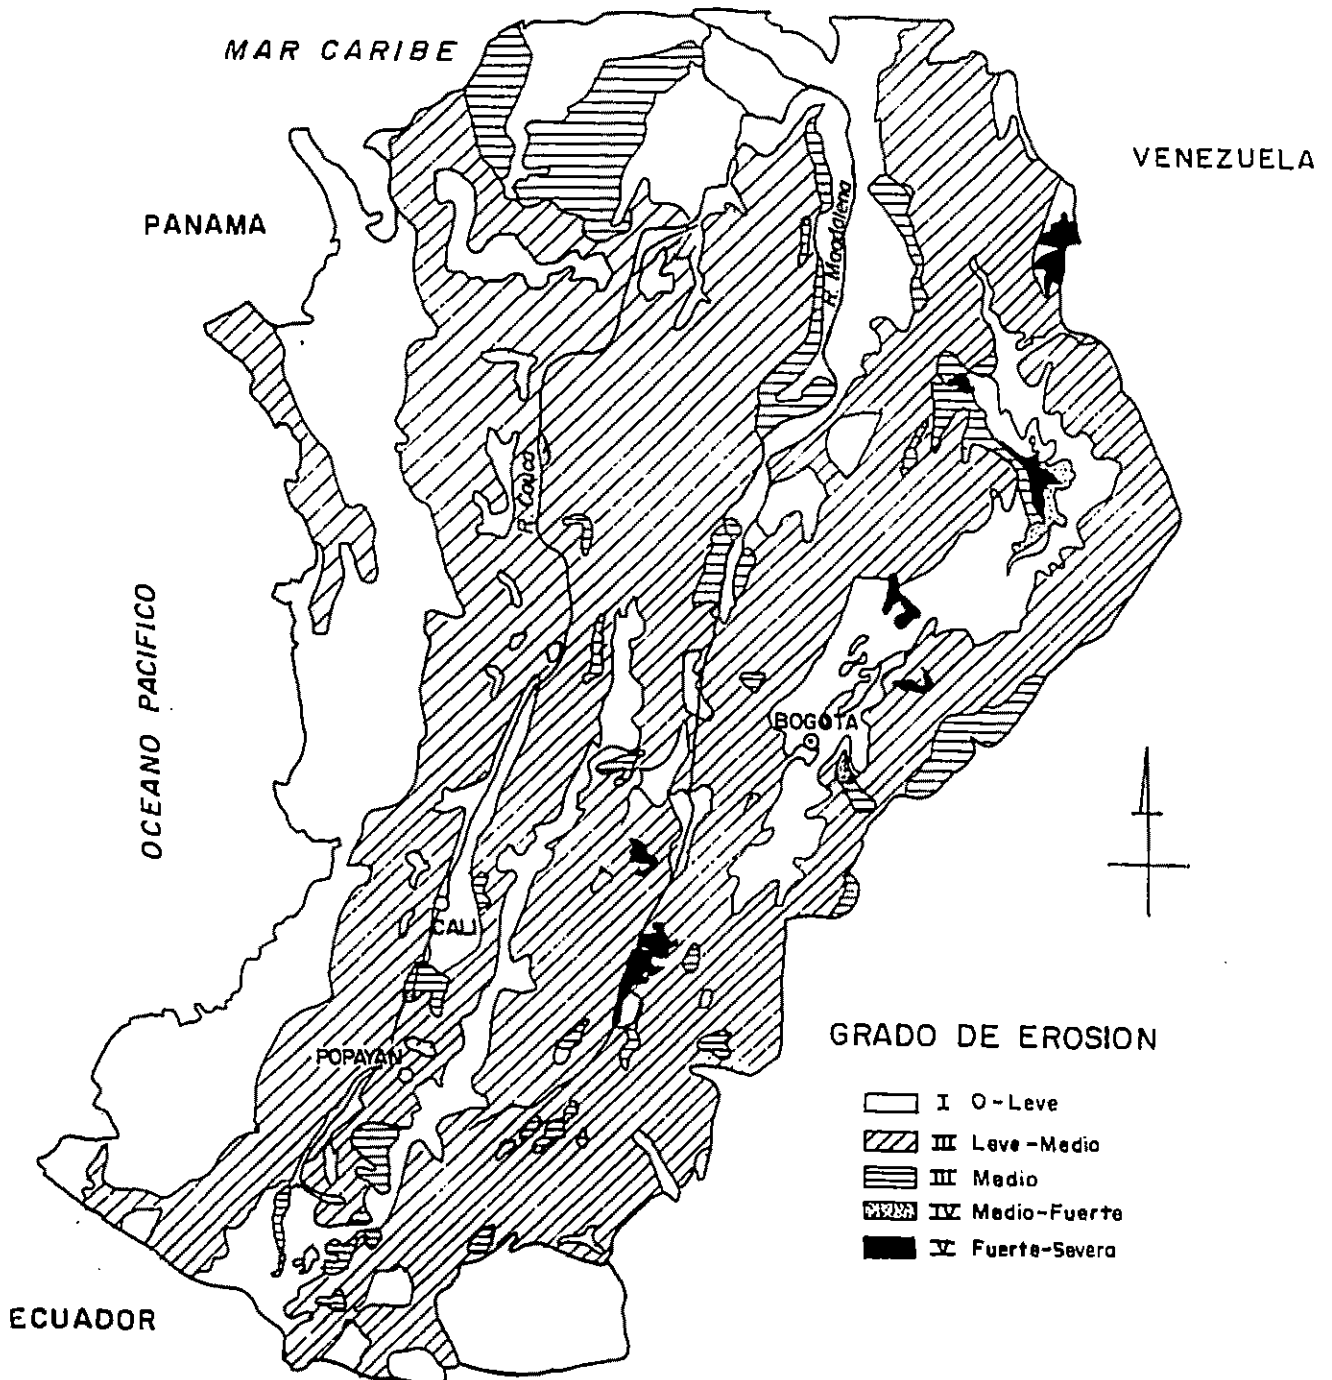 MAR CARIBE
VENEZUELA
PANAMA
R. Magdalena
R. Cauca
OCEANO PACIFICO
BOGOTA
CALI
POPAYAN
ECUADOR
GRADO DE EROSION
I O-Leve
III Leve-Medio
III Medio
IV Medio-Fuerte
V Fuerte-Severa